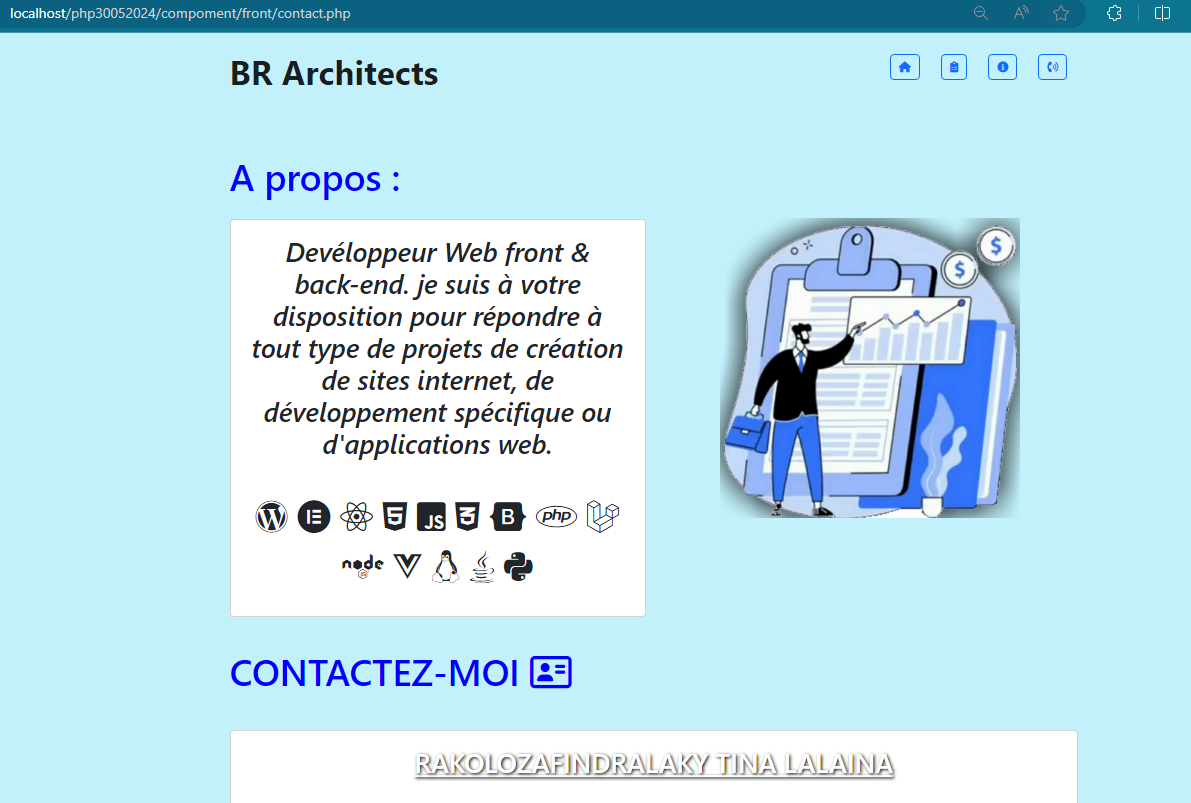 localhost/php30052024/compoment/front/contact.php
BR Architects
A propos :
Devéloppeur Web front &
back-end. je suis à votre
disposition pour répondre à
tout type de projets de création
de sites internet, de
développement spécifique ou
d'applications web.
JS B php
node
CONTACTEZ-MOI
RAKOLOZAFINDRALAKY TINA LALAINA